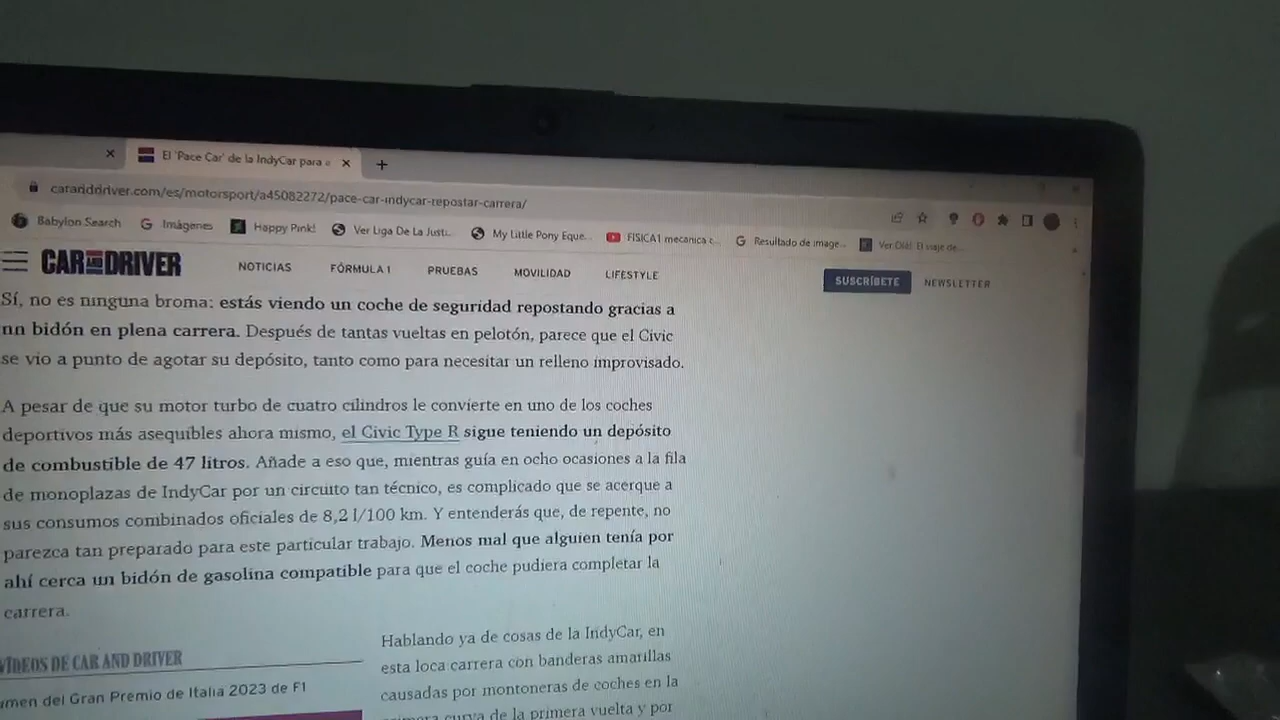 El 'Pace Car' de la IndyCar para e
caranddriver.com/es/motorsport/a45082272/pace-car-indycar-repostar-carrera/
Babylon Search Imágenes Happy Pink! Ver Liga De La Justi... My Little Pony Eque... FISICA1 mecanica c... Resultado de image... Ver Olá! El viaje de...
CAR AND DRIVER NOTICIAS FÓRMULA 1 PRUEBAS MOVILIDAD LIFESTYLE SUSCRÍBETE NEWSLETTER
Sí, no es ninguna broma: estás viendo un coche de seguridad repostando gracias a
nn bidón en plena carrera. Después de tantas vueltas en pelotón, parece que el Civic
se vio a punto de agotar su depósito, tanto como para necesitar un relleno improvisado.
A pesar de que su motor turbo de cuatro cilindros le convierte en uno de los coches
deportivos más asequibles ahora mismo, el Civic Type R sigue teniendo un depósito
de combustible de 47 litros. Añade a eso que, mientras guía en ocho ocasiones a la fila
de monoplazas de IndyCar por un circuito tan técnico, es complicado que se acerque a
sus consumos combinados oficiales de 8,2 l/100 km. Y entenderás que, de repente, no
parezca tan preparado para este particular trabajo. Menos mal que alguien tenía por
ahí cerca un bidón de gasolina compatible para que el coche pudiera completar la
carrera.
VÍDEOS DE CAR AND DRIVER
umen del Gran Premio de Italia 2023 de F1
Hablando ya de cosas de la IndyCar, en
esta loca carrera con banderas amarillas
causadas por montoneras de coches en la
primera curva de la primera vuelta y por